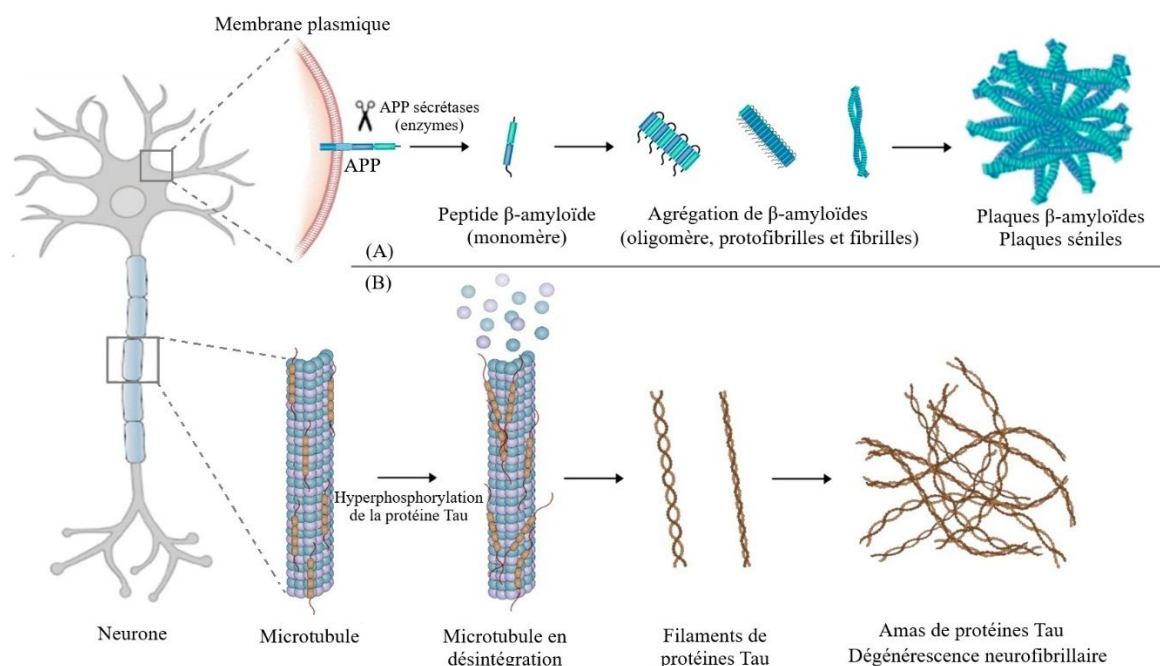 Membrane plasmique
(A)
APP sécrétases
(enzymes)
APP
Peptide β-amyloïde
(monomère)
Agrégation de β-amyloïdes
(oligomère, protofibrilles et fibrilles)
Plaques β-amyloïdes
Plaques séniles
(B)
Hyperphosphorylation
de la protéine Tau
Neurone
Microtubule
Microtubule en
désintégration
Filaments de
protéines Tau
Amas de protéines Tau
Dégénérescence neurofibrillaire